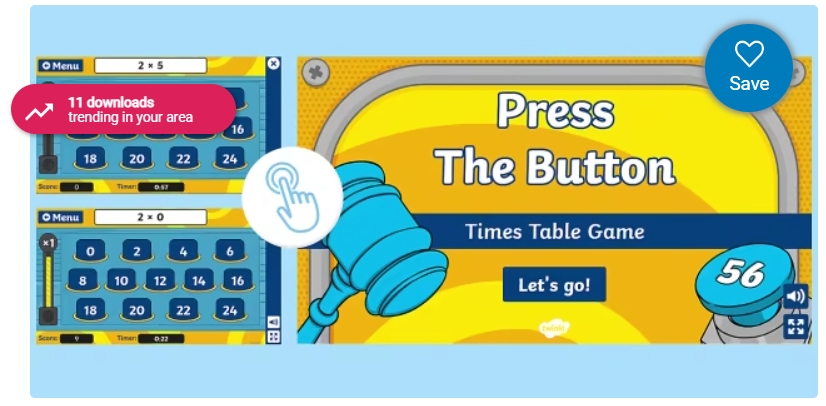 Menu
2 × 5
11 downloads
trending in your area
16
18 20 22 24
Score: 0 Timer: 0:57
Menu
2 × 0
×1
0 2 4 6
8 10 12 14 16
18 20 22 24
Score: 9 Timer: 0:22
Press
The Button
Times Table Game
Let's go!
56
twinkl
Save